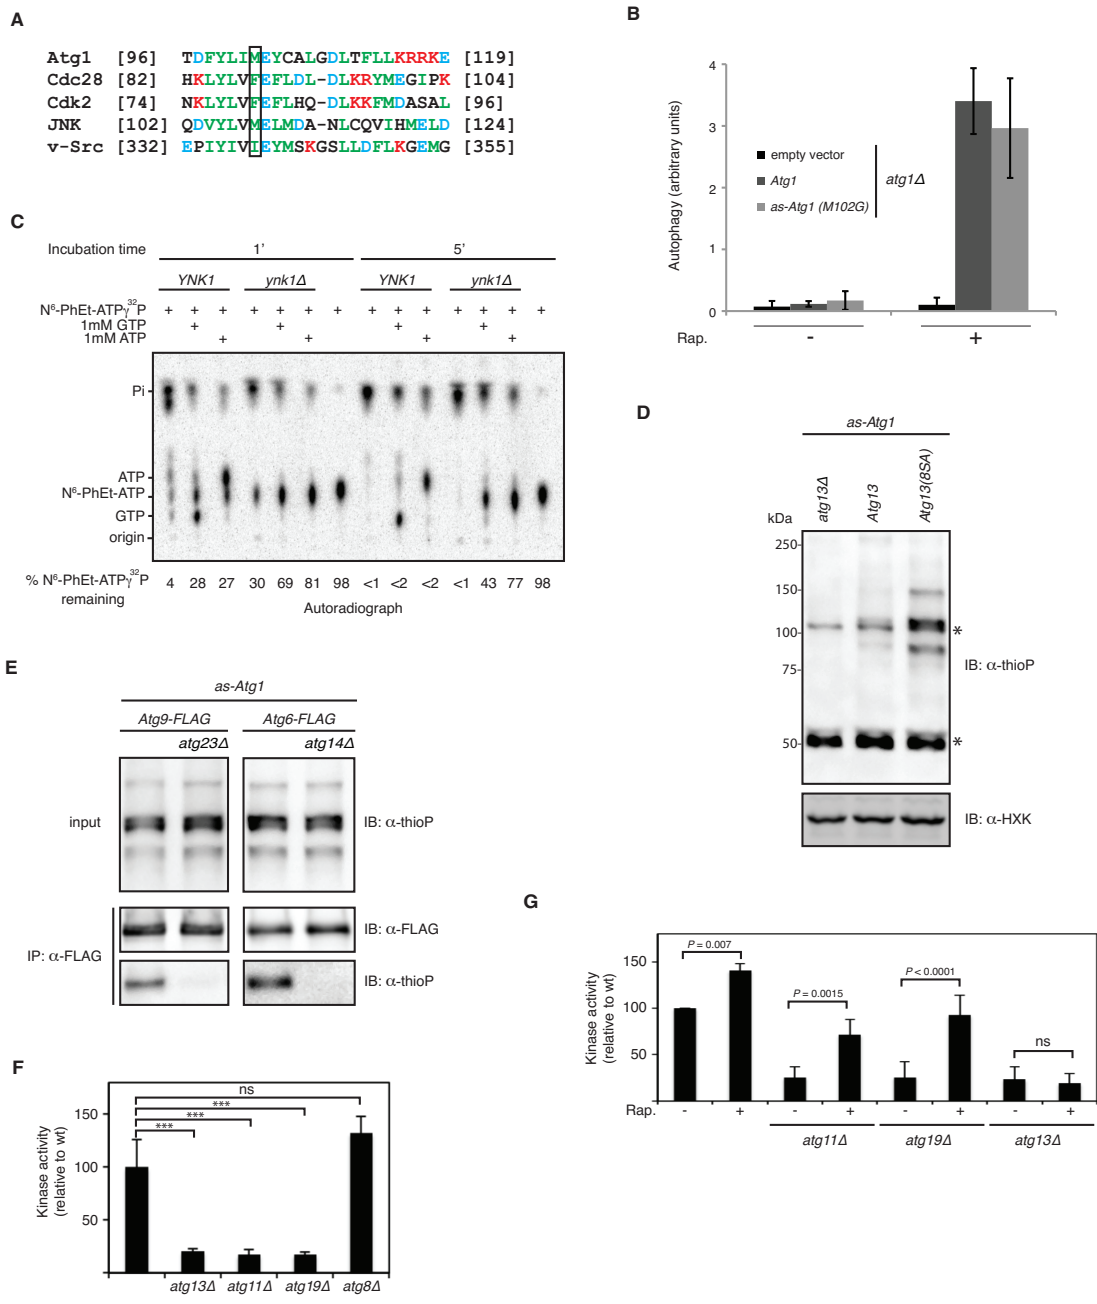 A
Atg1 [96] TDFYLIMEYCALGDLTFLLKRRKE [119]
Cdc28 [82] HKLYLVFEFLDL-DLKRYMEGIPK [104]
Cdk2 [74] NKLYLVFEFLHQ-DLKKFMDASAL [96]
JNK [102] QDVYLVMELMDA-NLCQVIHMELD [124]
v-Src [332] EPIYIVIEYMSKGSLLDFLKGEMG [355]
B
Autophagy (arbitrary units)
4
3
2
1
0
empty vector
Atg1
as-Atg1 (M102G)
atg1Δ
Rap. - +
C
Incubation time 1’ 5’
YNK1 ynk1Δ YNK1 ynk1Δ
N⁶-PhEt-ATPγ³²P + + + + + + + + + + + + + +
1mM GTP + + + +
1mM ATP + + + +
Pi
ATP
N⁶-PhEt-ATP
GTP
origin
% N⁶-PhEt-ATPγ³²P remaining 4 28 27 30 69 81 98 <1 <2 <2 <1 43 77 98
Autoradiograph
D
as-Atg1
atg13Δ Atg13 Atg13(8SA)
kDa
250
150
100 *
IB: α-thioP
75
50 *
IB: α-HXK
E
as-Atg1
Atg9-FLAG Atg6-FLAG
atg23Δ atg14Δ
input IB: α-thioP
IP: α-FLAG
IB: α-FLAG
IB: α-thioP
F
Kinase activity
(relative to wt)
150
100
50
ns
***
***
***
atg13Δ atg11Δ atg19Δ atg8Δ
G
Kinase activity
(relative to wt)
150
100
50
P = 0.007
P = 0.0015
P < 0.0001
ns
Rap. - + - + - + - +
atg11Δ atg19Δ atg13Δ